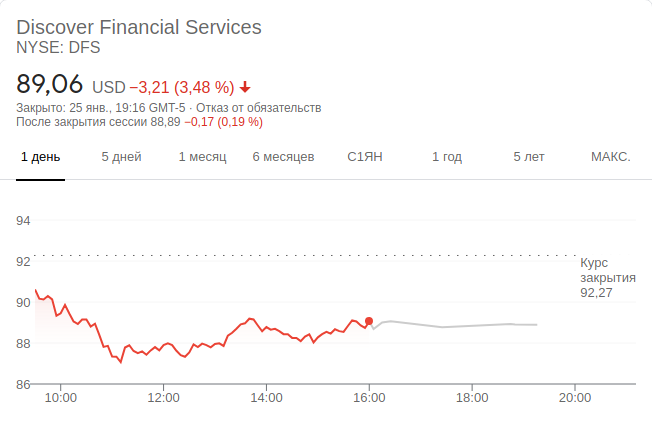 Discover Financial Services
NYSE: DFS
89,06 USD −3,21 (3,48 %)
Закрыто: 25 янв., 19:16 GMT-5 · Отказ от обязательств
После закрытия сессии 88,89 −0,17 (0,19 %)
1 день 5 дней 1 месяц 6 месяцев С1ЯН 1 год 5 лет МАКС.
94
92
90
88
86
Курс
закрытия
92,27
10:00 12:00 14:00 16:00 18:00 20:00